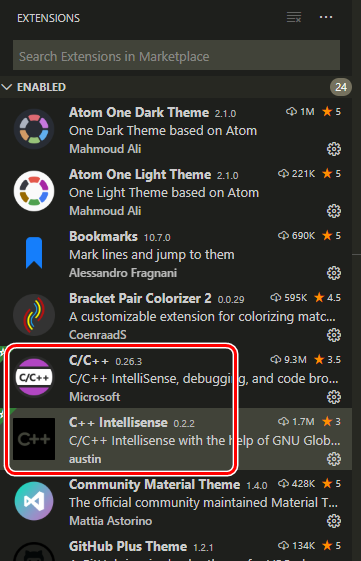 EXTENSIONS
Search Extensions in Marketplace
ENABLED 24
Atom One Dark Theme 2.1.0 1M 5
One Dark Theme based on Atom
Mahmoud Ali
Atom One Light Theme 2.1.0 221K 5
One Light Theme based on Atom
Mahmoud Ali
Bookmarks 10.7.0 690K 5
Mark lines and jump to them
Alessandro Fragnani
Bracket Pair Colorizer 2 0.0.29 595K 4.5
A customizable extension for colorizing matc...
CoenraadS
C/C++ 0.26.3 9.3M 3.5
C/C++
C/C++ IntelliSense, debugging, and code bro...
Microsoft
C++ Intellisense 0.2.2 1.7M 3
C++
C/C++ Intellisense with the help of GNU Glob...
austin
Community Material Theme 1.4.0 428K 5
The official community maintained Material T...
Mattia Astorino
GitHub Plus Theme 1.2.1 134K 5